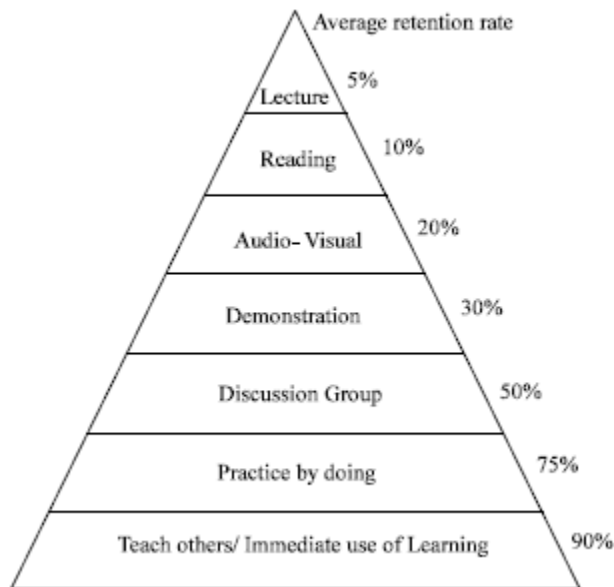 Average retention rate
5%
Lecture
10%
Reading
20%
Audio- Visual
30%
Demonstration
50%
Discussion Group
75%
Practice by doing
90%
Teach others/ Immediate use of Learning